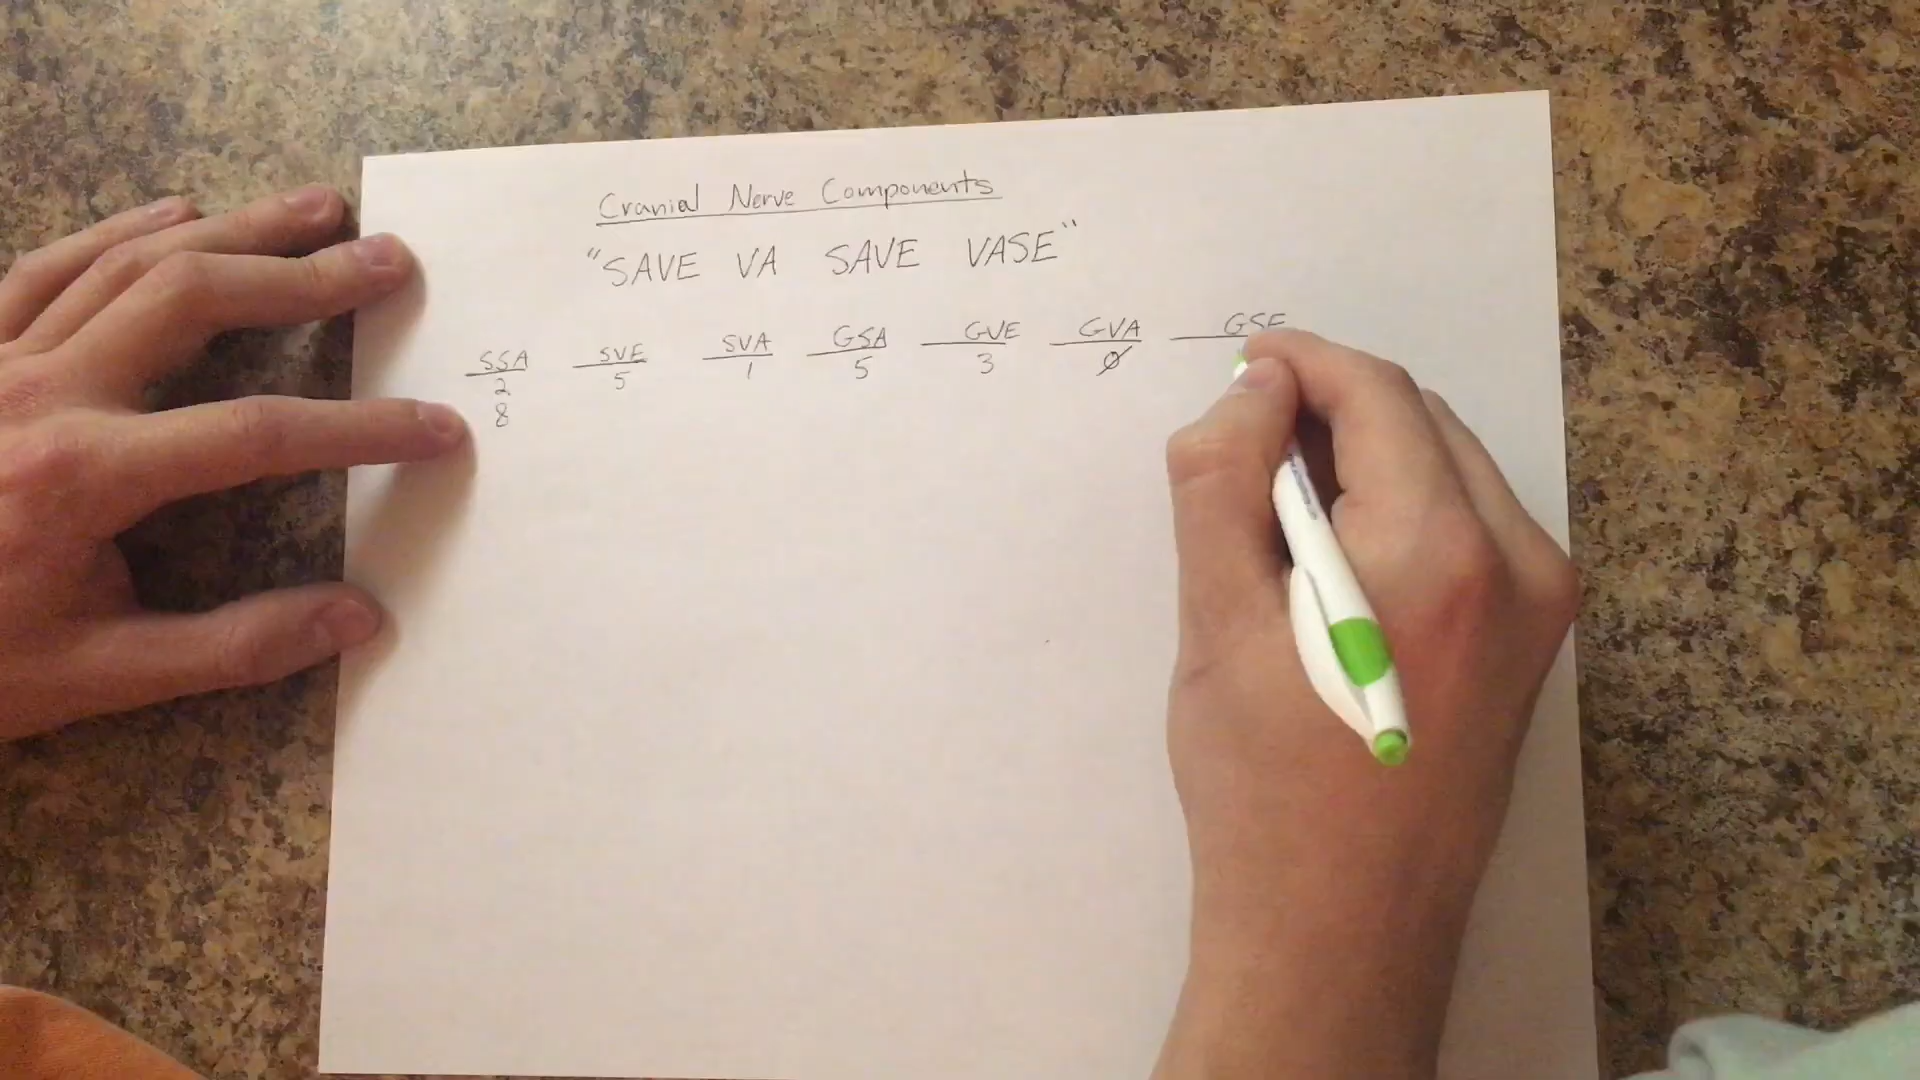 Cranial Nerve Components
"SAVE VA SAVE VASE"
SSA SVE SVA GSA GVE GVA GSE
2 5 1 5 3 Ø
8